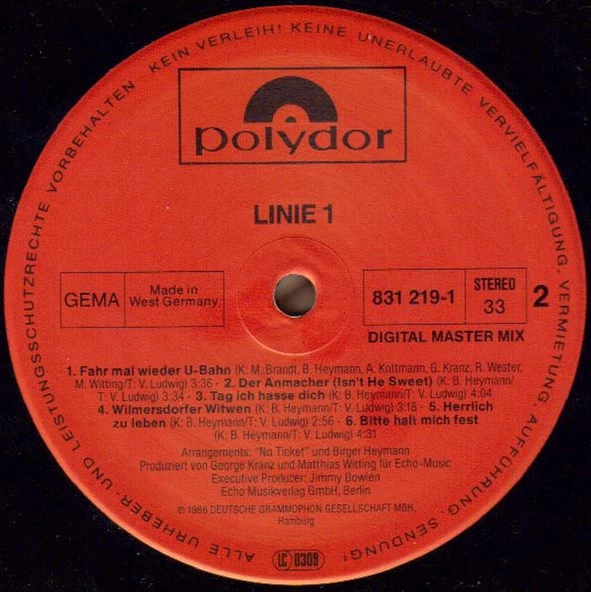 ALLE URHEBER- UND LEISTUNGSSCHUTZRECHTE VORBEHALTEN KEIN VERLEIH! KEINE UNERLAUBTE VERVIELFÄLTIGUNG, VERMIETUNG, AUFFÜHRUNG, SENDUNG!
polydor
LINIE 1
GEMA
Made in
West Germany
831 219-1
STEREO
33
2
DIGITAL MASTER MIX
1. Fahr mal wieder U-Bahn (K: M. Brandt, B. Heymann, A. Kottmann, G. Kranz, R. Wester,
M. Witting/T: V. Ludwig) 3:36 · 2. Der Anmacher (Isn't He Sweet) (K: B. Heymann/
T: V. Ludwig) 3:34 · 3. Tag ich hasse dich (K: B. Heymann/T: V. Ludwig) 4:04
4. Wilmersdorfer Witwen (K: B. Heymann/T: V. Ludwig) 3:18 · 5. Herrlich
zu leben (K: B. Heymann/T: V. Ludwig) 2:56 · 6. Bitte halt mich fest
(K: B. Heymann/T: V. Ludwig) 4:31
Arrangements: "No Ticket" und Birger Heymann
Produziert von George Kranz und Matthias Witting für Echo-Music
Executive Producer: Jimmy Bowien
Echo Musikverlag GmbH, Berlin
℗ 1986 DEUTSCHE GRAMMOPHON GESELLSCHAFT MBH,
Hamburg
LC 0309